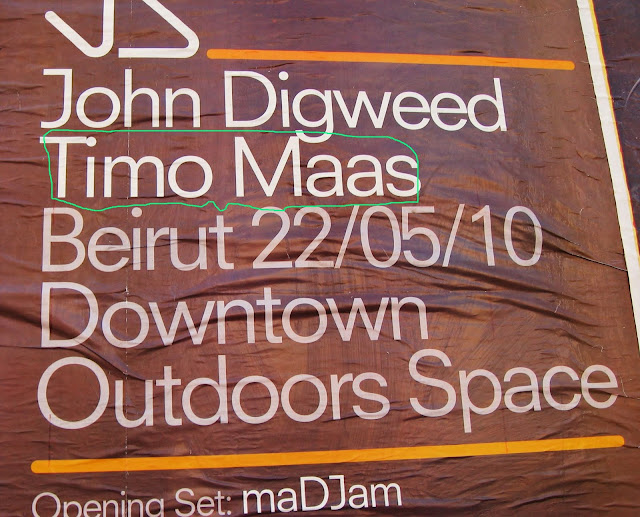 John Digweed
Timo Maas
Beirut 22/05/10
Downtown
Outdoors Space
Opening Set: maDJam